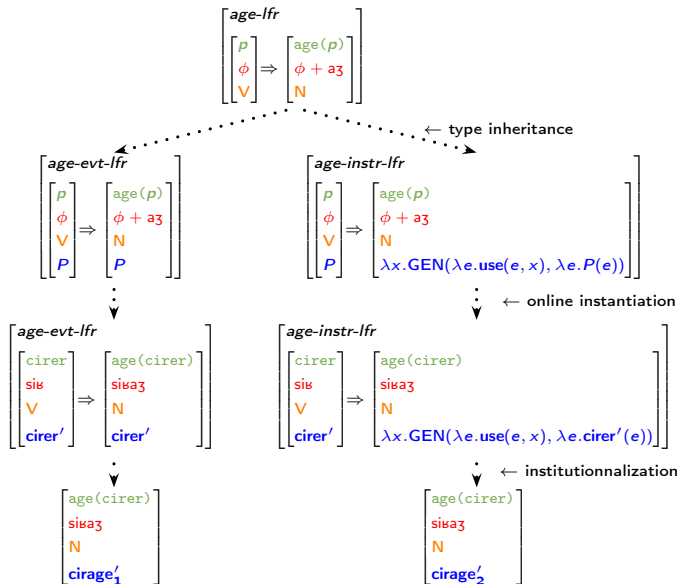 age-lfr
p age(p)
ϕ ⇒ ϕ + aʒ
V N
← type inheritance
age-evt-lfr age-instr-lfr
p age(p) p age(p)
ϕ ⇒ ϕ + aʒ ϕ ⇒ ϕ + aʒ
V N V N
P P P λx.GEN(λe.use(e, x), λe.P(e))
← online instantiation
age-evt-lfr age-instr-lfr
cirer age(cirer) cirer age(cirer)
siʁ ⇒ siʁaʒ siʁ ⇒ siʁaʒ
V N V N
cirer′ cirer′ cirer′ λx.GEN(λe.use(e, x), λe.cirer′(e))
← institutionnalization
age(cirer) age(cirer)
siʁaʒ siʁaʒ
N N
cirage′₁ cirage′₂